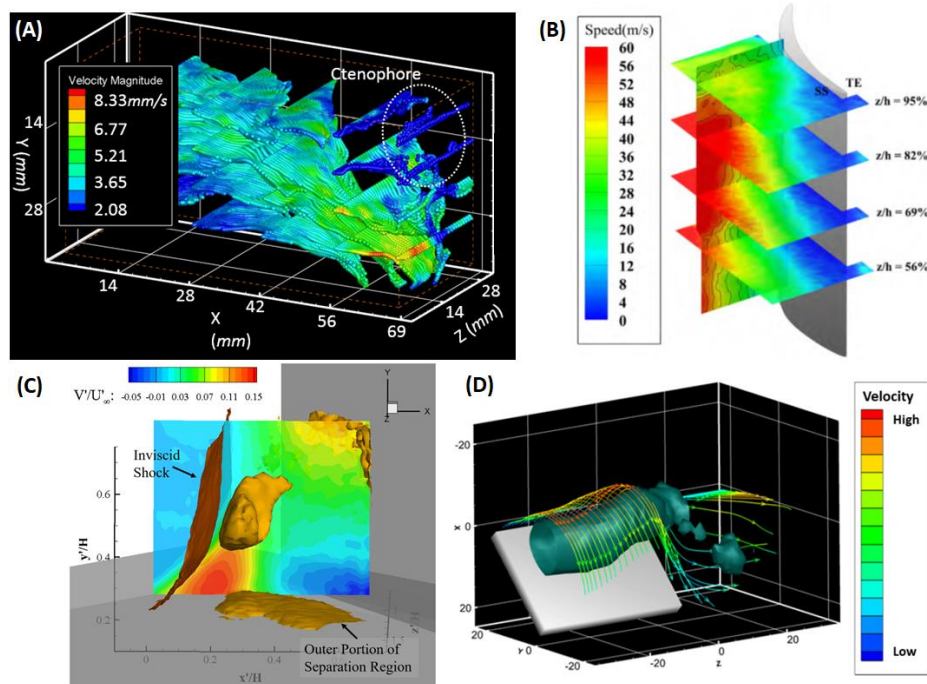 (A)
Ctenophore
Velocity Magnitude
8.33mm/s
6.77
5.21
3.65
2.08
14
28
Y (mm)
14
28
42
56
69
X
(mm)
14
28
Z (mm)
(B)
Speed(m/s)
60
56
52
48
44
40
36
32
28
24
20
16
12
8
4
0
SS
TE
z/h = 95%
z/h = 82%
z/h = 69%
z/h = 56%
(C)
V'/U'∞:
-0.05 -0.01 0.03 0.07 0.11 0.15
Y
Z
X
Inviscid
Shock
0.6
0.4
0.2
y'/H
0
0.2
0.4
x'/H
Outer Portion of
Separation Region
(D)
-20
0
20
X
20
0
-20
Y
-20
0
20
z
Velocity
High
Low